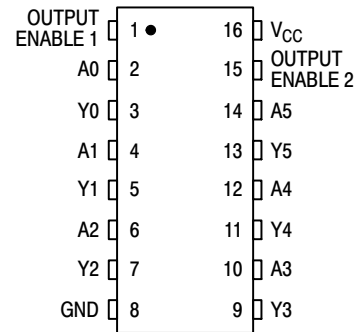 OUTPUT
ENABLE 1 1 16 VCC
A0 2 15 OUTPUT
ENABLE 2
Y0 3 14 A5
A1 4 13 Y5
Y1 5 12 A4
A2 6 11 Y4
Y2 7 10 A3
GND 8 9 Y3